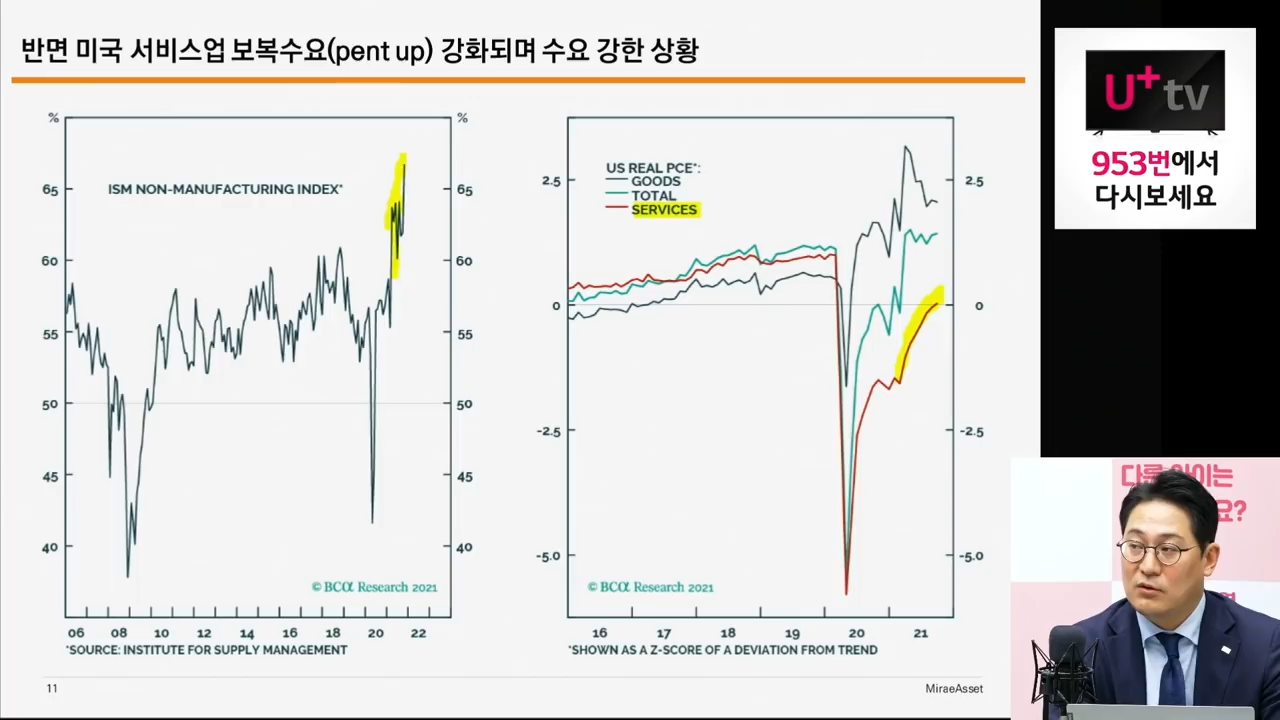 반면 미국 서비스업 보복수요(pent up) 강화되며 수요 강한 상황
%
%
65
60
55
50
45
40
ISM NON-MANUFACTURING INDEX*
65
60
55
50
45
40
© BCα Research 2021
06 08 10 12 14 16 18 20 22
*SOURCE: INSTITUTE FOR SUPPLY MANAGEMENT
2.5
0
-2.5
-5.0
US REAL PCE*:
GOODS
TOTAL
SERVICES
2.5
0
-2.5
-5.0
© BCα Research 2021
16 17 18 19 20 21
*SHOWN AS A Z-SCORE OF A DEVIATION FROM TREND
11
MiraeAsset
U+ tv
953번에서
다시보세요
요?